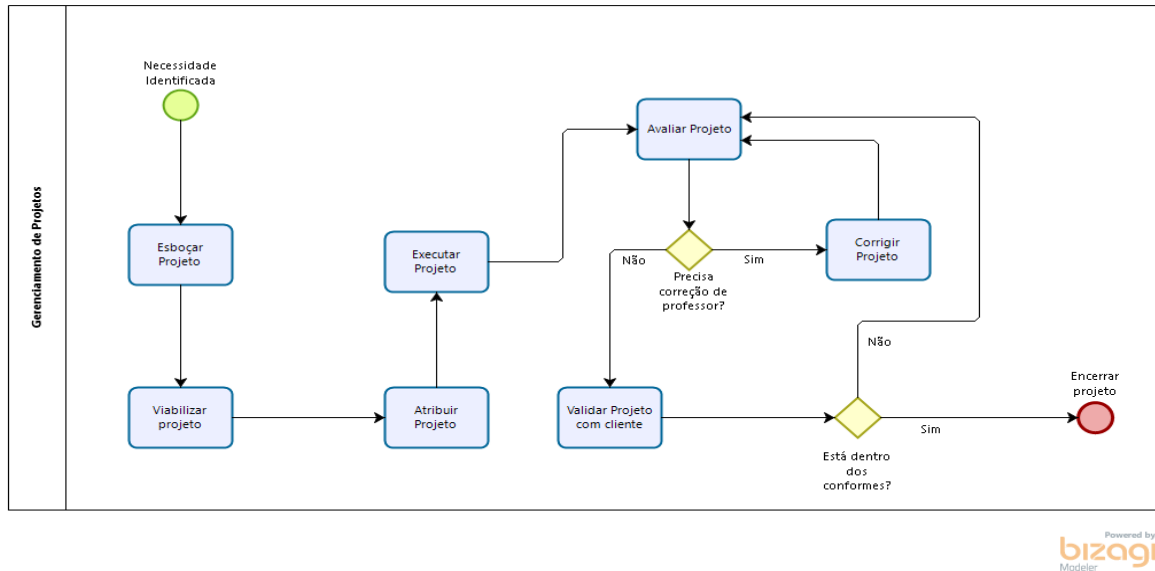 Gerenciamento de Projetos
Necessidade
Identificada
Esboçar
Projeto
Viabilizar
projeto
Atribuir
Projeto
Executar
Projeto
Avaliar Projeto
Não
Sim
Precisa
correção de
professor?
Corrigir
Projeto
Validar Projeto
com cliente
Não
Sim
Está dentro
dos
conformes?
Encerrar
projeto
Powered by
bizagi
Modeler